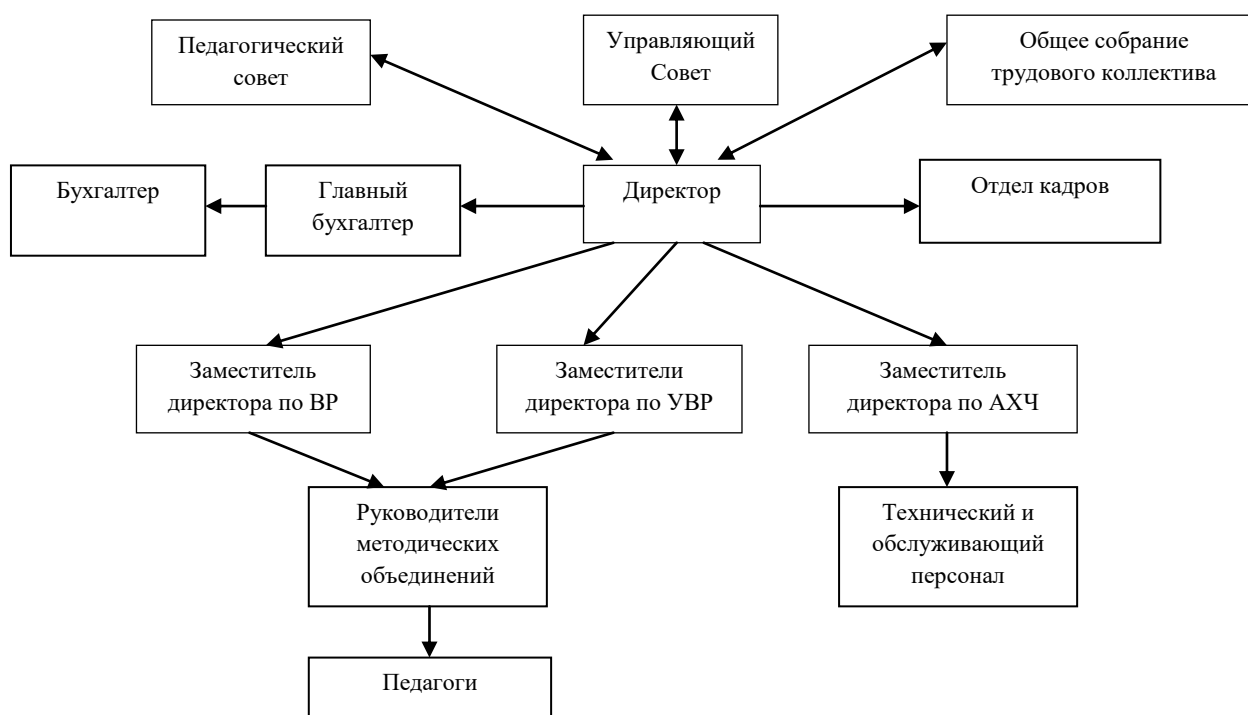 Педагогический
совет
Управляющий
Совет
Общее собрание
трудового коллектива
Бухгалтер
Главный
бухгалтер
Директор
Отдел кадров
Заместитель
директора по ВР
Заместители
директора по УВР
Заместитель
директора по АХЧ
Руководители
методических
объединений
Технический и
обслуживающий
персонал
Педагоги